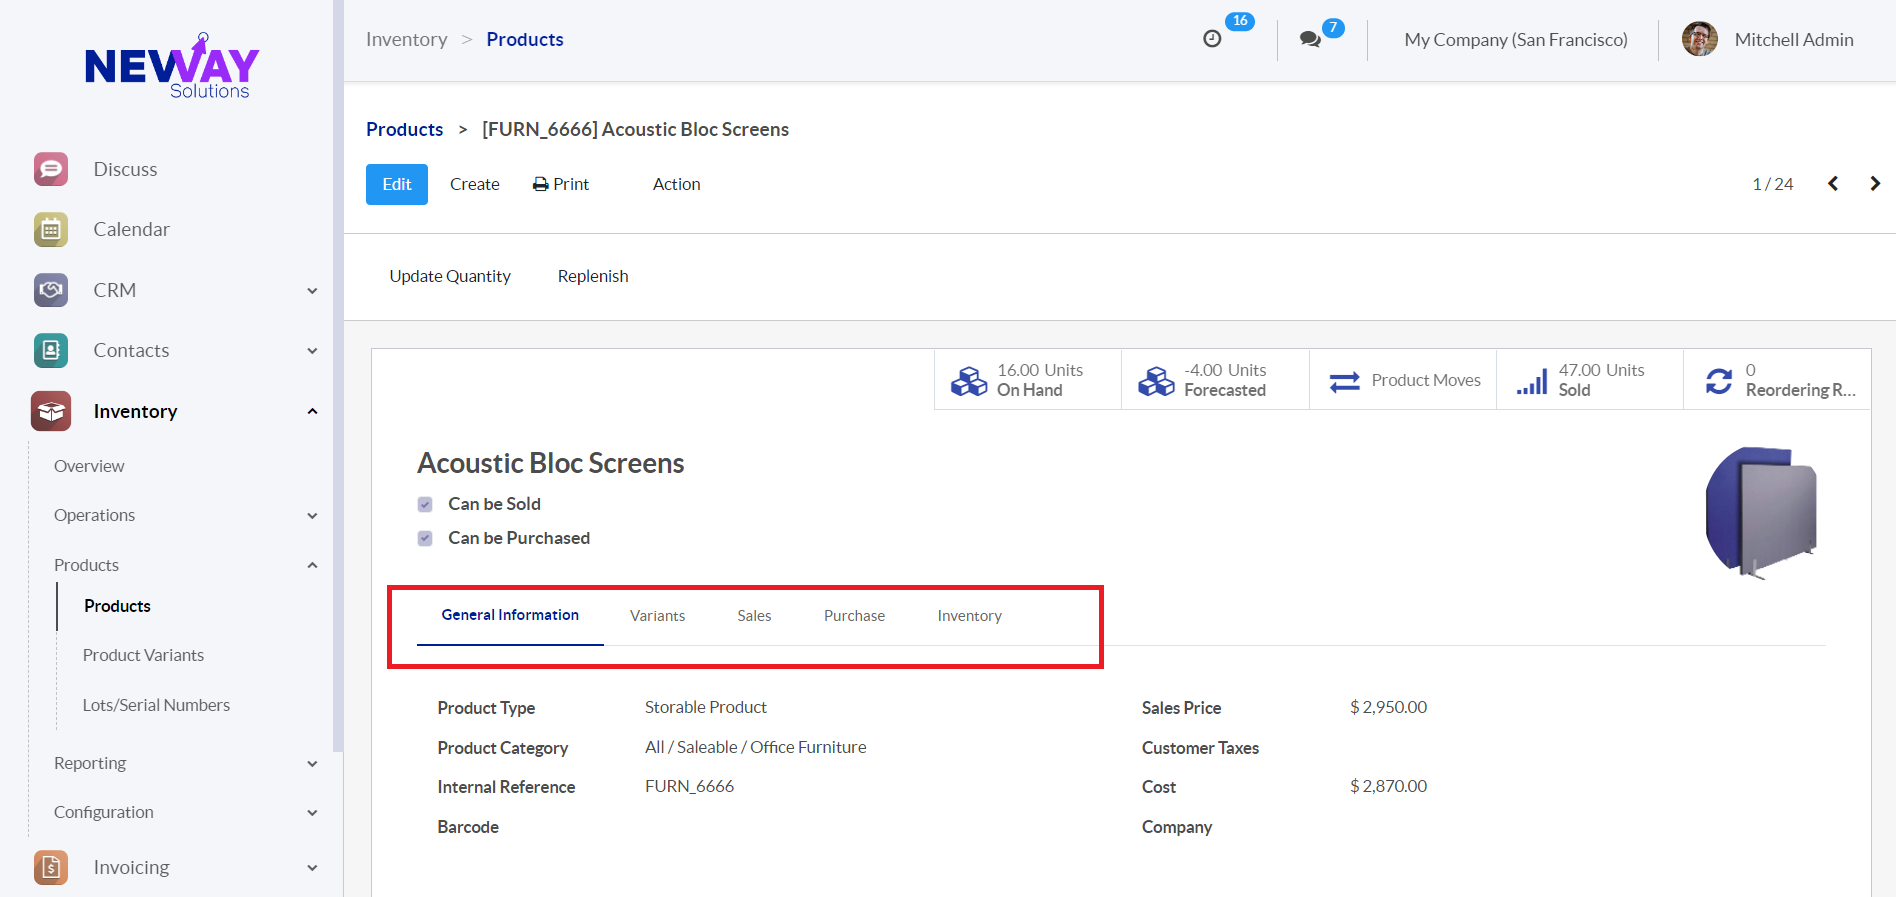 NEWAY
Solutions
Inventory > Products
16
7
My Company (San Francisco)
Mitchell Admin
Discuss
Calendar
CRM
Contacts
Inventory
Overview
Operations
Products
Products
Product Variants
Lots/Serial Numbers
Reporting
Configuration
Invoicing
Products > [FURN_6666] Acoustic Bloc Screens
Edit Create Print Action
1 / 24
Update Quantity Replenish
16.00 Units
On Hand
-4.00 Units
Forecasted
Product Moves
47.00 Units
Sold
0
Reordering R...
Acoustic Bloc Screens
Can be Sold
Can be Purchased
General Information Variants Sales Purchase Inventory
Product Type Storable Product
Product Category All / Saleable / Office Furniture
Internal Reference FURN_6666
Barcode
Sales Price $ 2,950.00
Customer Taxes
Cost $ 2,870.00
Company